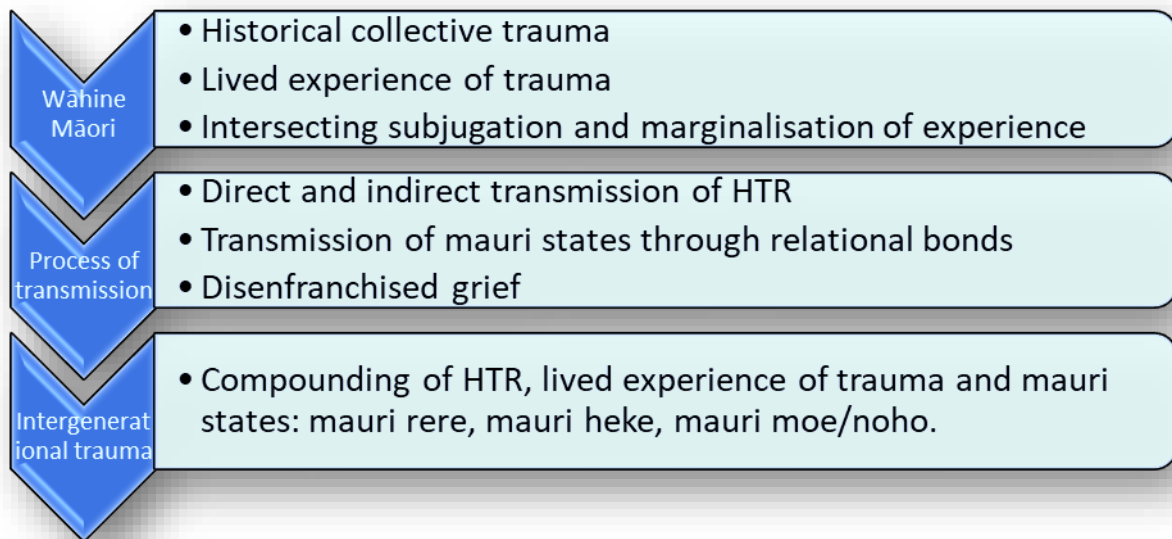 Wāhine
Māori
• Historical collective trauma
• Lived experience of trauma
• Intersecting subjugation and marginalisation of experience
Process of
transmission
• Direct and indirect transmission of HTR
• Transmission of mauri states through relational bonds
• Disenfranchised grief
Intergenerat
ional trauma
• Compounding of HTR, lived experience of trauma and mauri
states: mauri rere, mauri heke, mauri moe/noho.